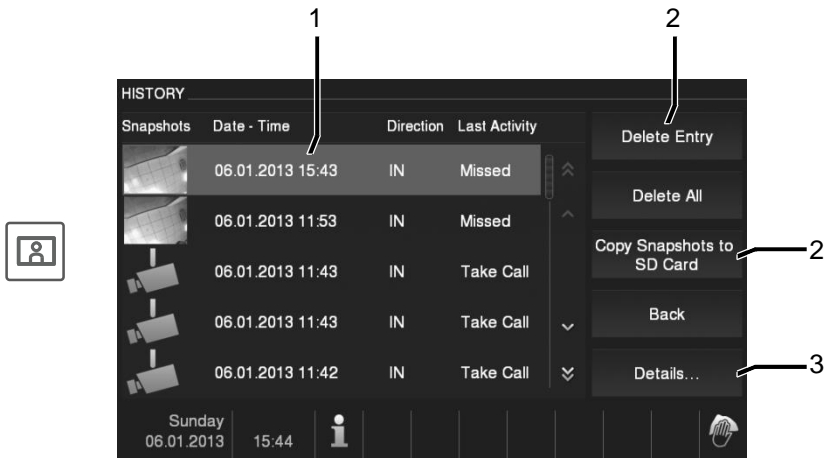 1
2
HISTORY
Snapshots Date - Time Direction Last Activity
Delete Entry
06.01.2013 15:43 IN Missed
Delete All
06.01.2013 11:53 IN Missed
Copy Snapshots to
SD Card
2
06.01.2013 11:43 IN Take Call
Back
06.01.2013 11:43 IN Take Call
Details...
3
06.01.2013 11:42 IN Take Call
Sunday
06.01.2013 15:44